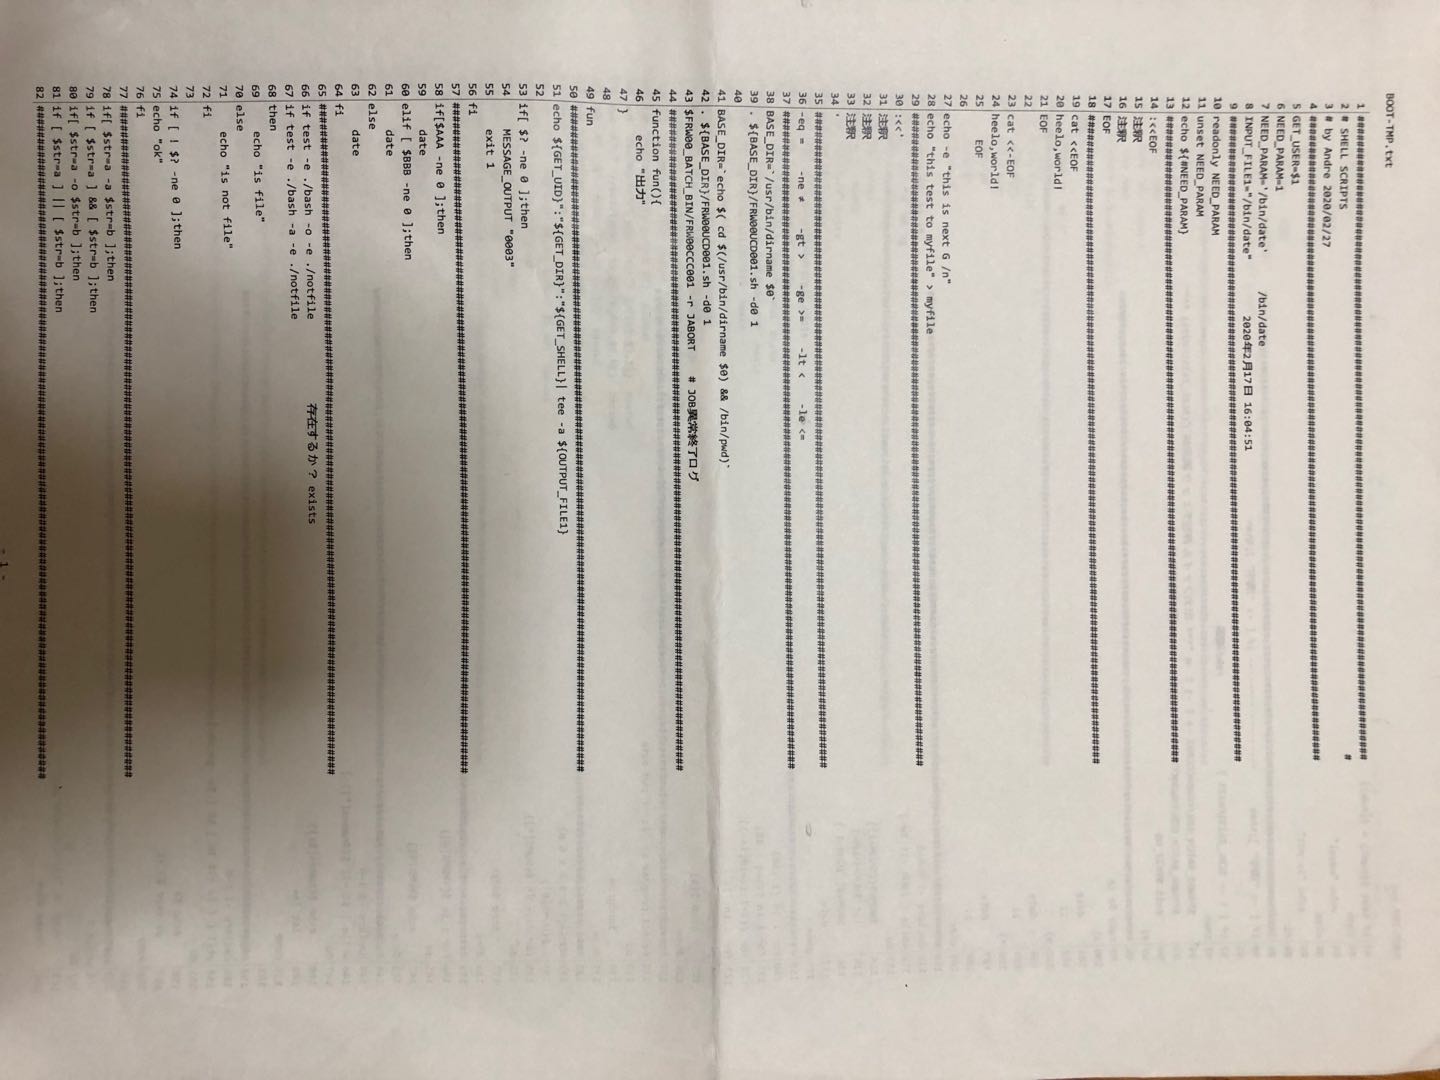 BOOT-TMP.txt
1 ######################################################################################################
2 # SHELL SCRIPTS #
3 # by Andre 2020/02/27
4 ######################################################################################################
5 GET_USER=$1
6 NEED_PARAM=1
7 NEED_PARAM='/bin/date' /bin/date
8 INPUT_FILE1="/bin/date" 2020年2月17日 16:04:51
9 ######################################################################################################
10 readonly NEED_PARAM
11 unset NEED_PARAM
12 echo ${#NEED_PARAM}
13 ######################################################################################################
14 :<<EOF
15 注釈
16 注釈
17 EOF
18 ######################################################################################################
19 cat <<EOF
20 heelo,world!
21 EOF
22
23 cat <<-EOF
24 heelo,world!
25 EOF
26
27 echo -e "this is next G /n"
28 echo "this test to myfile" > myfile
29 ######################################################################################################
30 :<<'
31 注釈
32 注釈
33 注釈
34 '
35 ######################################################################################################
36 -eq = -ne ≠ -gt > -ge >= -lt < -le <=
37 ######################################################################################################
38 BASE_DIR=`/usr/bin/dirname $0`
39 . ${BASE_DIR}/FRW00UCD001.sh -d0 1
40
41 BASE_DIR=`echo $( cd $(/usr/bin/dirname $0) && /bin/pwd)`
42 . ${BASE_DIR}/FRW00UCD001.sh -d0 1
43 $FRW00_BATCH_BIN/FRW00CCC001 -r JABORT # JOB異常終了ログ
44 ######################################################################################################
45 function fun(){
46 echo "出力"
47 }
48
49 fun
50 ######################################################################################################
51 echo ${GET_UID}":"${GET_DIR}":"${GET_SHELL}| tee -a ${OUTPUT_FILE1}
52
53 if[ $? -ne 0 ];then
54 MESSAGE_OUTPUT "0003"
55 exit 1
56 fi
57 ######################################################################################################
58 if[$AAA -ne 0 ];then
59 date
60 elif [ $BBB -ne 0 ];then
61 date
62 else
63 date
64 fi
65 ######################################################################################################
66 if test -e ./bash -o -e ./notfile 存在するか？ exists
67 if test -e ./bash -a -e ./notfile
68 then
69 echo "is file"
70 else
71 echo "is not file"
72 fi
73
74 if [ ! $? -ne 0 ];then
75 echo "ok"
76 fi
77 ######################################################################################################
78 if[ $str=a -a $str=b ];then
79 if [ $str=a ] && [ $str=b ];then
80 if[ $str=a -o $str=b ];then
81 if [ $str=a ] || [ $str=b ];then
82 ######################################################################################################
- 1 -